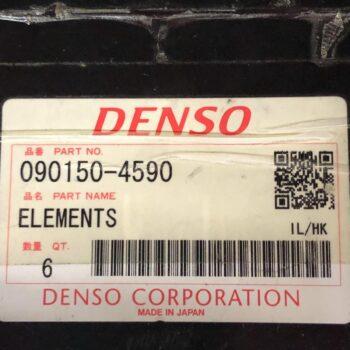 DENSO
品番 PART NO.
090150-4590
品名 PART NAME
ELEMENTS
1L/HK
数量 QT.
6
DENSO CORPORATION
MADE IN JAPAN